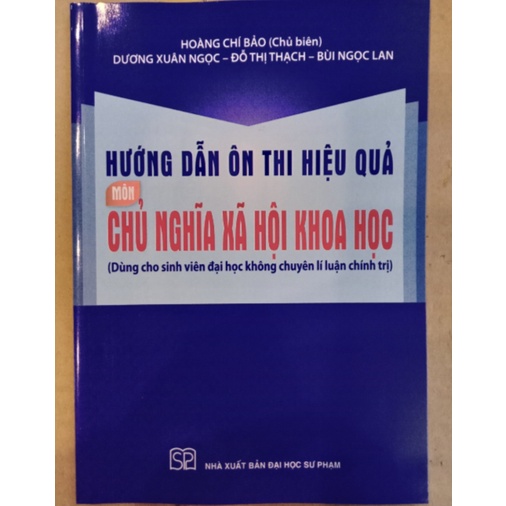 HOÀNG CHÍ BẢO (Chủ biên)
DƯƠNG XUÂN NGỌC – ĐỖ THỊ THẠCH – BÙI NGỌC LAN
HƯỚNG DẪN ÔN THI HIỆU QUẢ
MÔN
CHỦ NGHĨA XÃ HỘI KHOA HỌC
(Dùng cho sinh viên đại học không chuyên lí luận chính trị)
SP
NHÀ XUẤT BẢN ĐẠI HỌC SƯ PHẠM